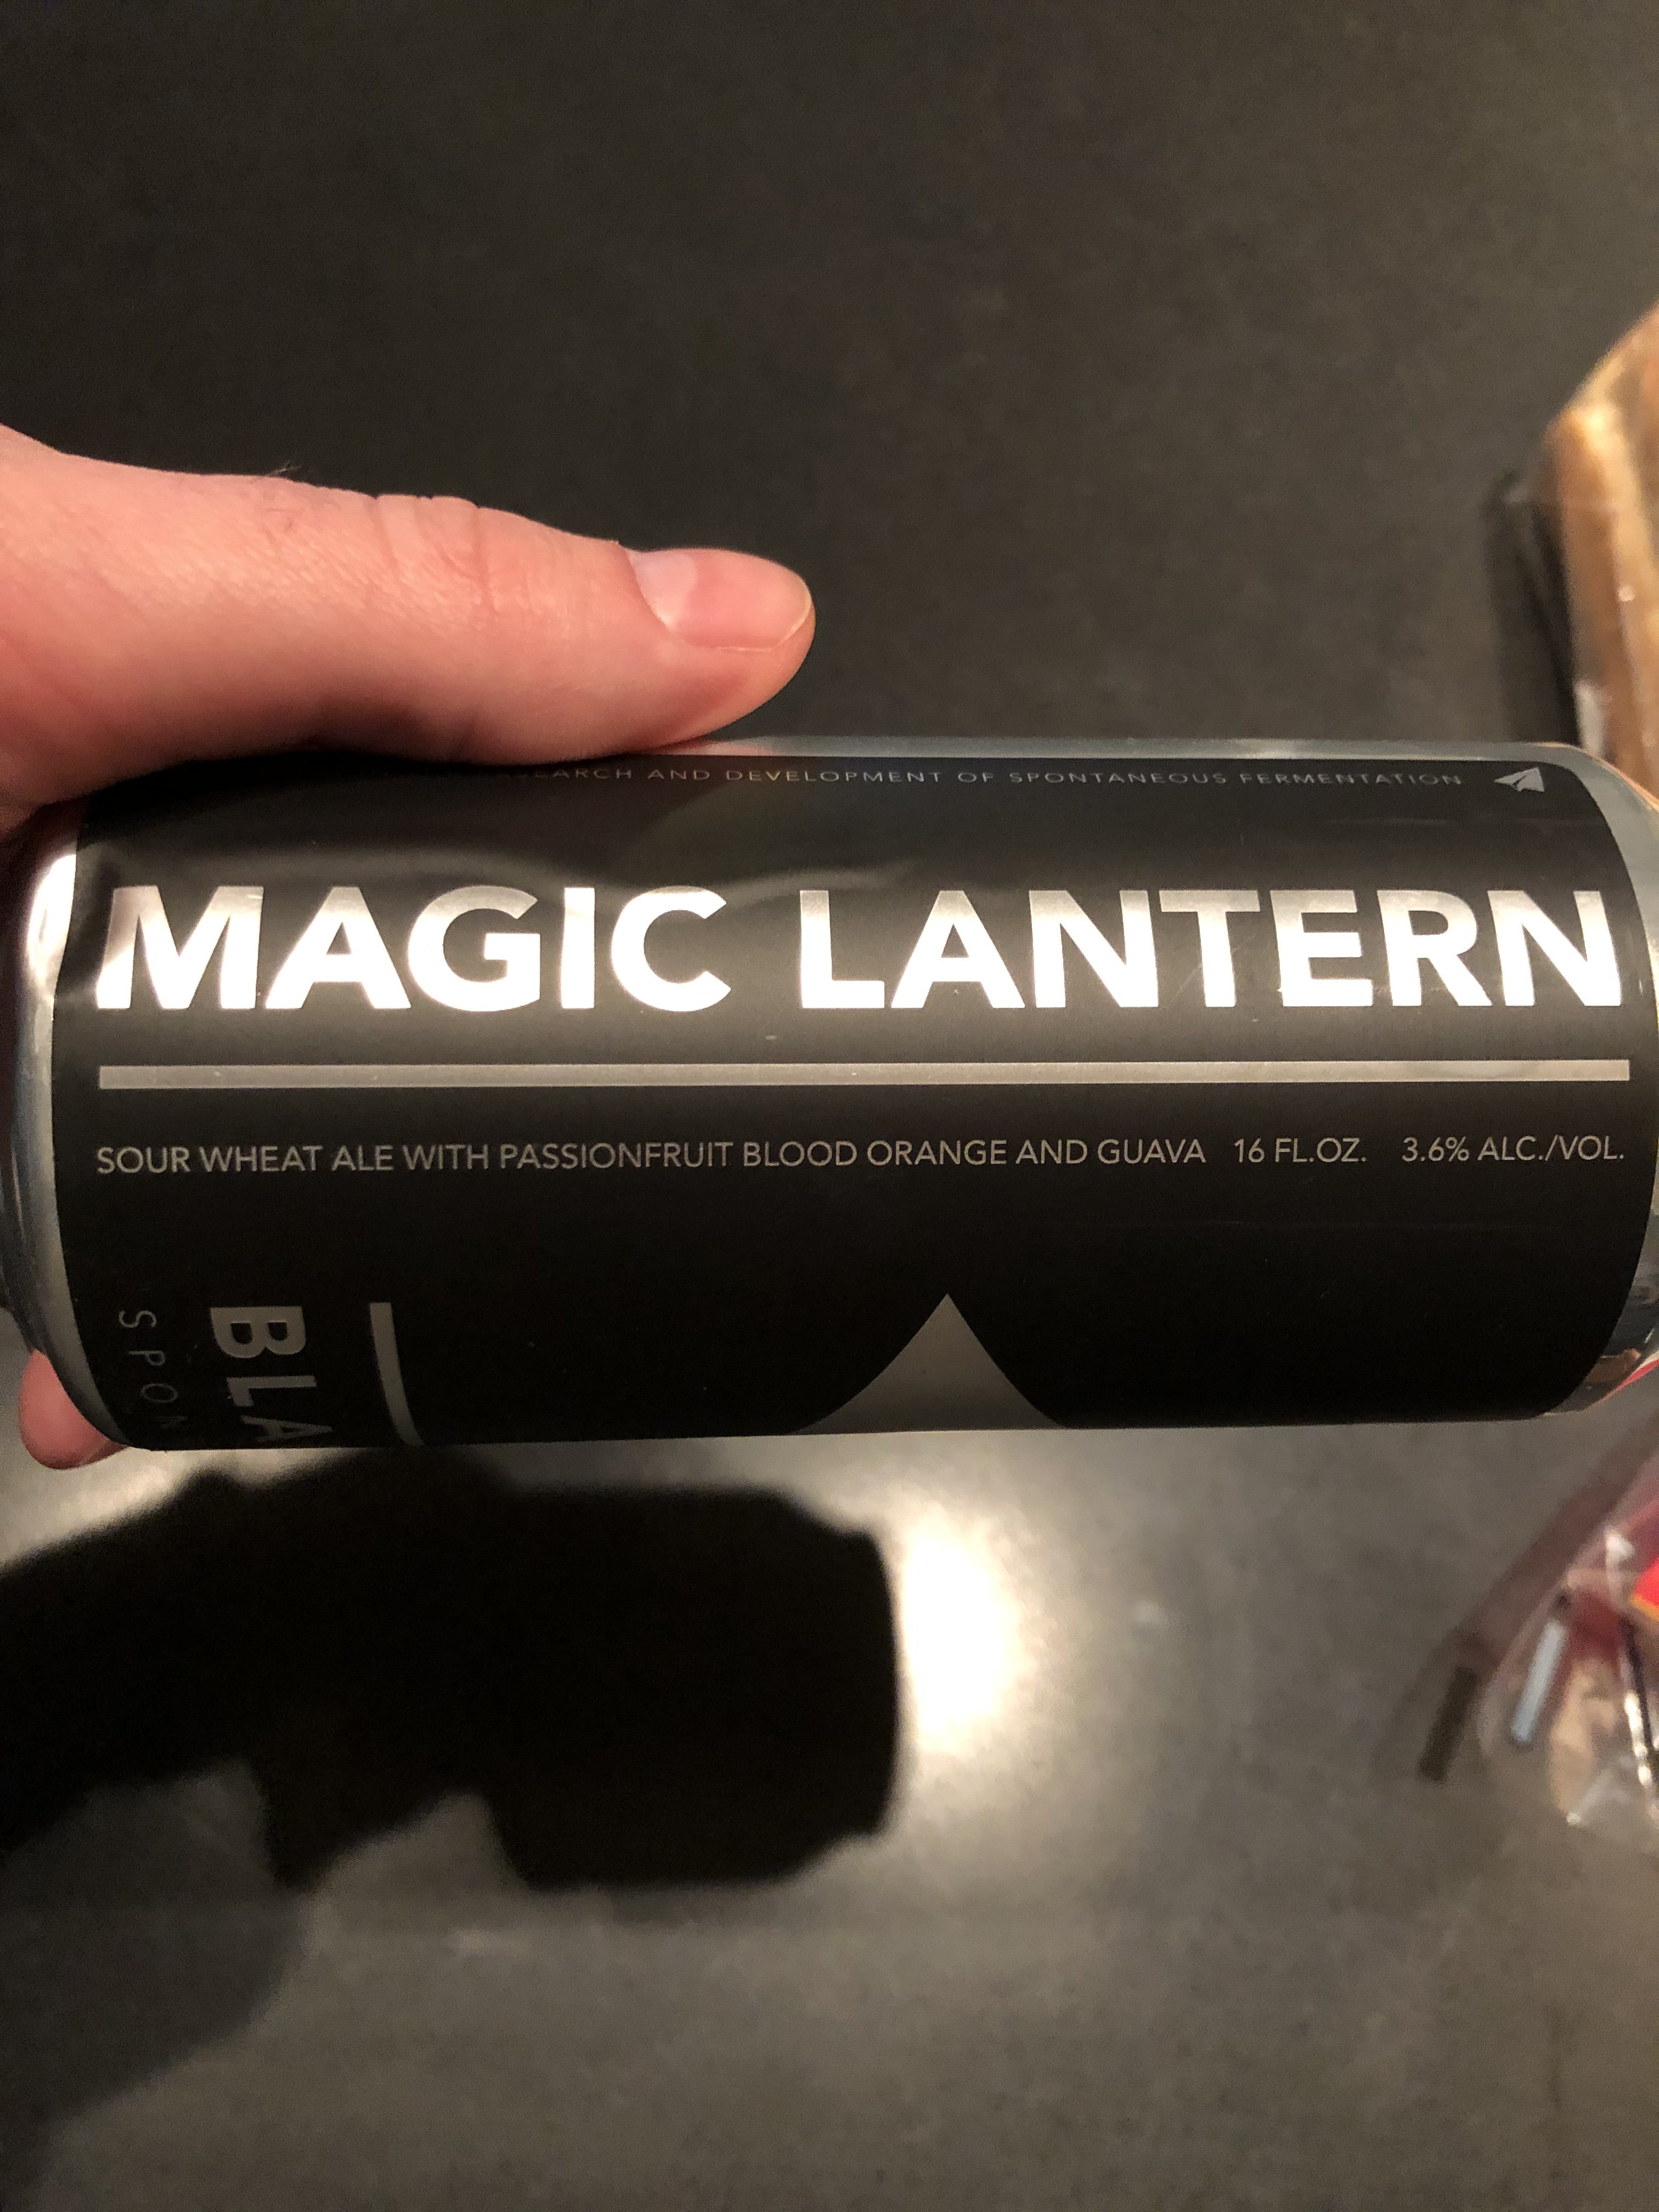 AND DEVELOPMENT OF SPONTANEOUS FERMENTATION
MAGIC LANTERN
SOUR WHEAT ALE WITH PASSIONFRUIT BLOOD ORANGE AND GUAVA 16 FL.OZ. 3.6% ALC./VOL.
BLA
SPON